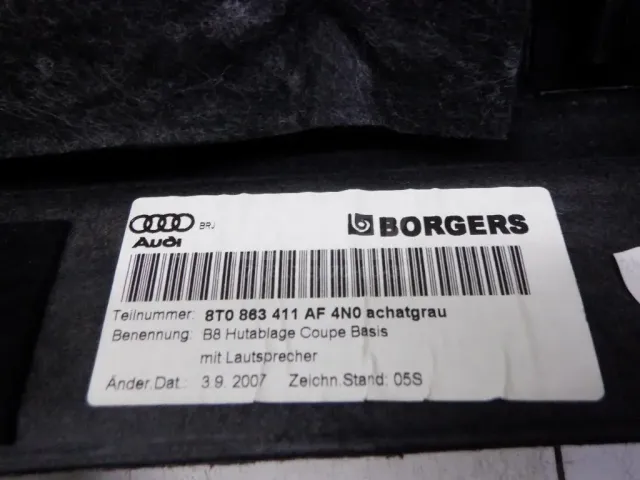 Audi BRJ BORGERS
Teilnummer: 8T0 863 411 AF 4N0 achatgrau
Benennung: B8 Hutablage Coupe Basis
mit Lautsprecher
Änder.Dat.: 3.9. 2007 Zeichn.Stand: 05S